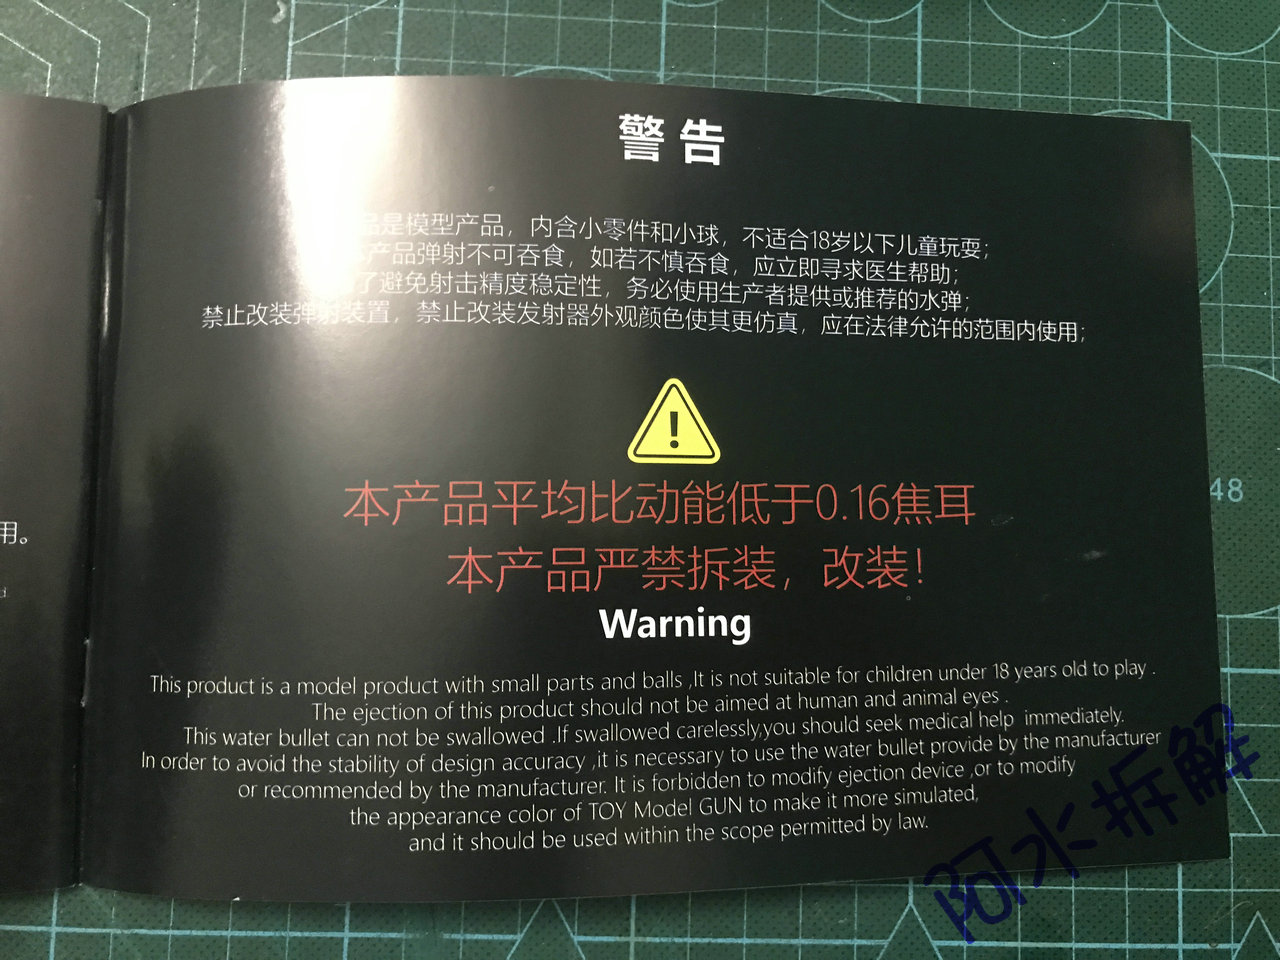 警告
品是模型产品，内含小零件和小球，不适合18岁以下儿童玩耍；
产品弹射不可吞食，如若不慎吞食，应立即寻求医生帮助；
了避免射击精度稳定性，务必使用生产者提供或推荐的水弹；
禁止改装弹射装置，禁止改装发射器外观颜色使其更仿真，应在法律允许的范围内使用；
本产品平均比动能低于0.16焦耳
本产品严禁拆装，改装！
Warning
This product is a model product with small parts and balls ,It is not suitable for children under 18 years old to play .
The ejection of this product should not be aimed at human and animal eyes .
This water bullet can not be swallowed .If swallowed carelessly,you should seek medical help immediately.
In order to avoid the stability of design accuracy ,it is necessary to use the water bullet provide by the manufacturer
or recommended by the manufacturer. It is forbidden to modify ejection device ,or to modify
the appearance color of TOY Model GUN to make it more simulated,
and it should be used within the scope permitted by law.
用。
48
阿水拆解